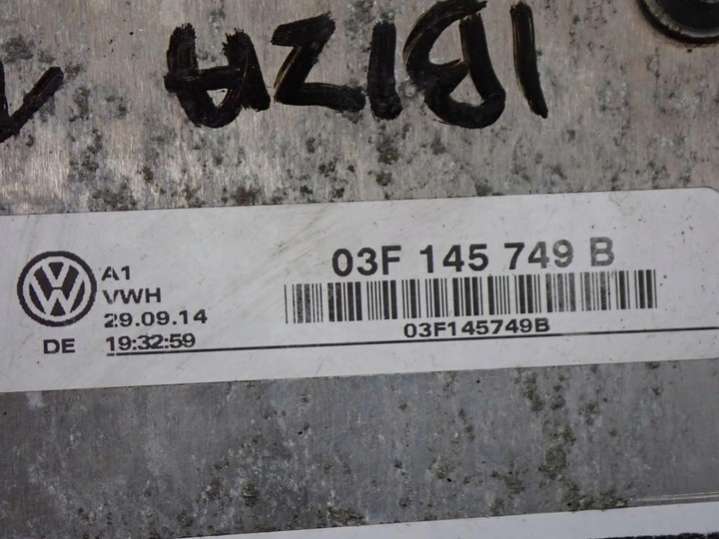 IBIZA
A1
VWH
29.09.14
19:32:59
DE
03F 145 749 B
03F145749B